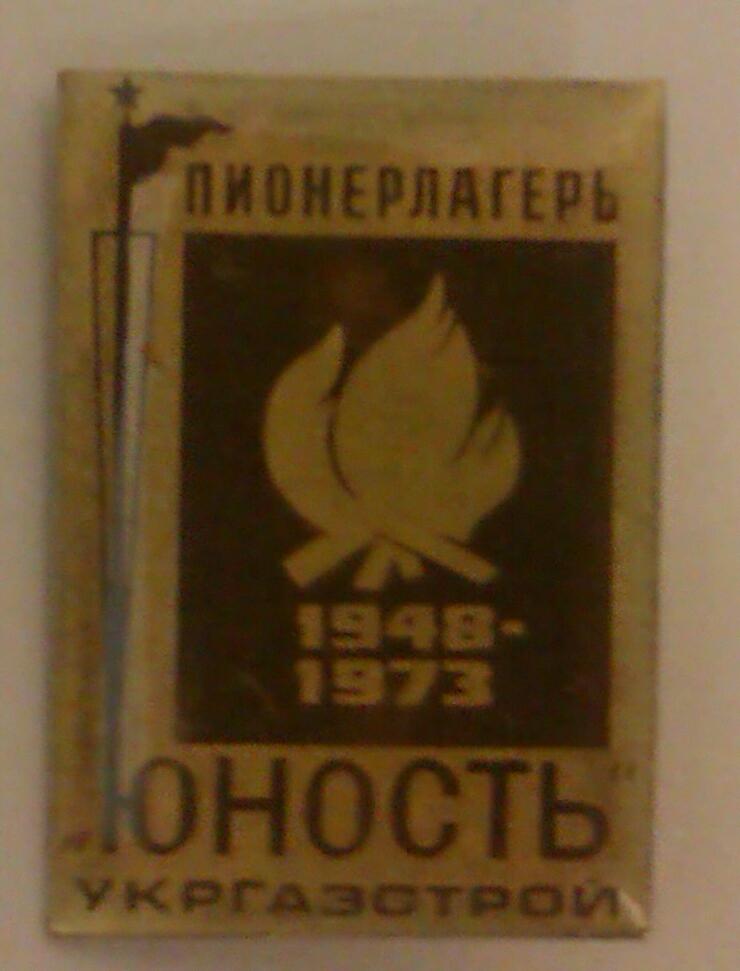 ПИОНЕРЛАГЕРЬ
1948-
1973
„ЮНОСТЬ“
УКРГАЗСТРОЙ